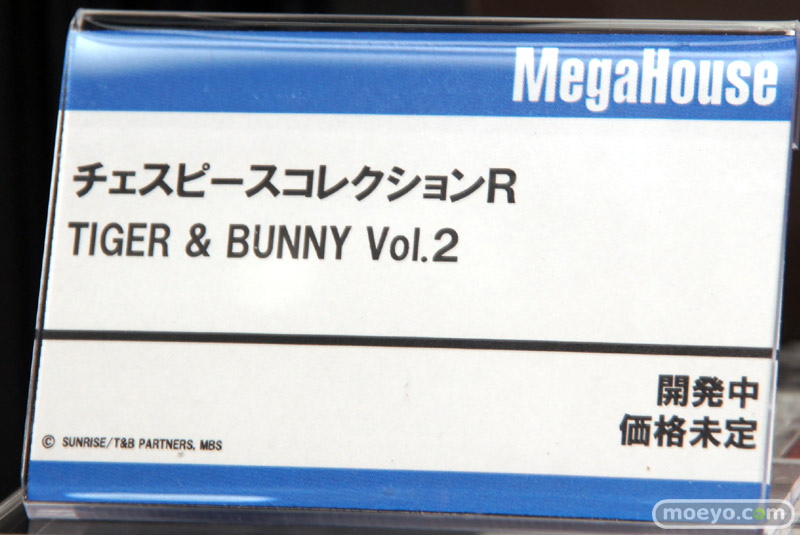 MegaHouse
チェスピースコレクションR
TIGER & BUNNY Vol.2
開発中
価格未定
© SUNRISE/T&B PARTNERS, MBS
moeyo.com